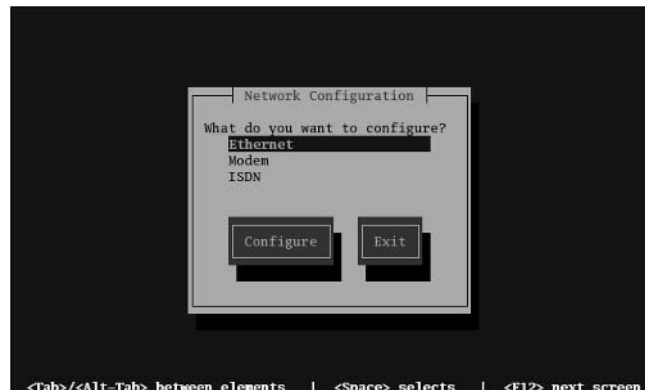 Network Configuration
What do you want to configure?
Ethernet
Modem
ISDN
Configure Exit
<Tab>/<Alt-Tab> between elements | <Space> selects | <F12> next screen